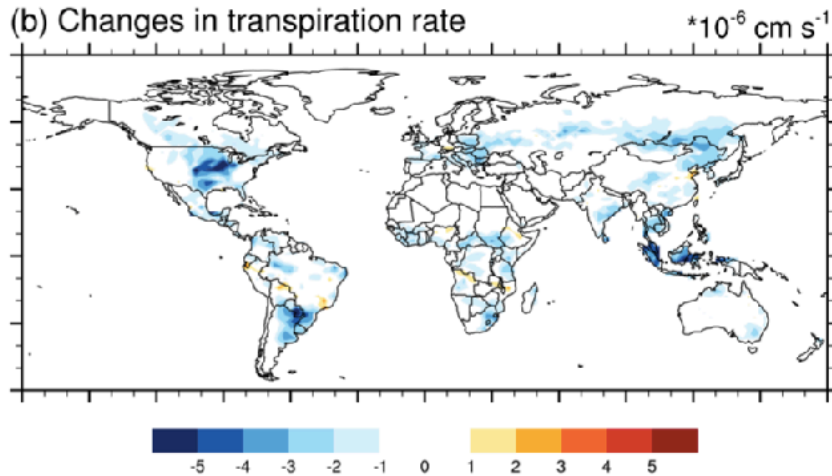 (b) Changes in transpiration rate *10⁻⁶ cm s⁻¹
-5 -4 -3 -2 -1 0 1 2 3 4 5